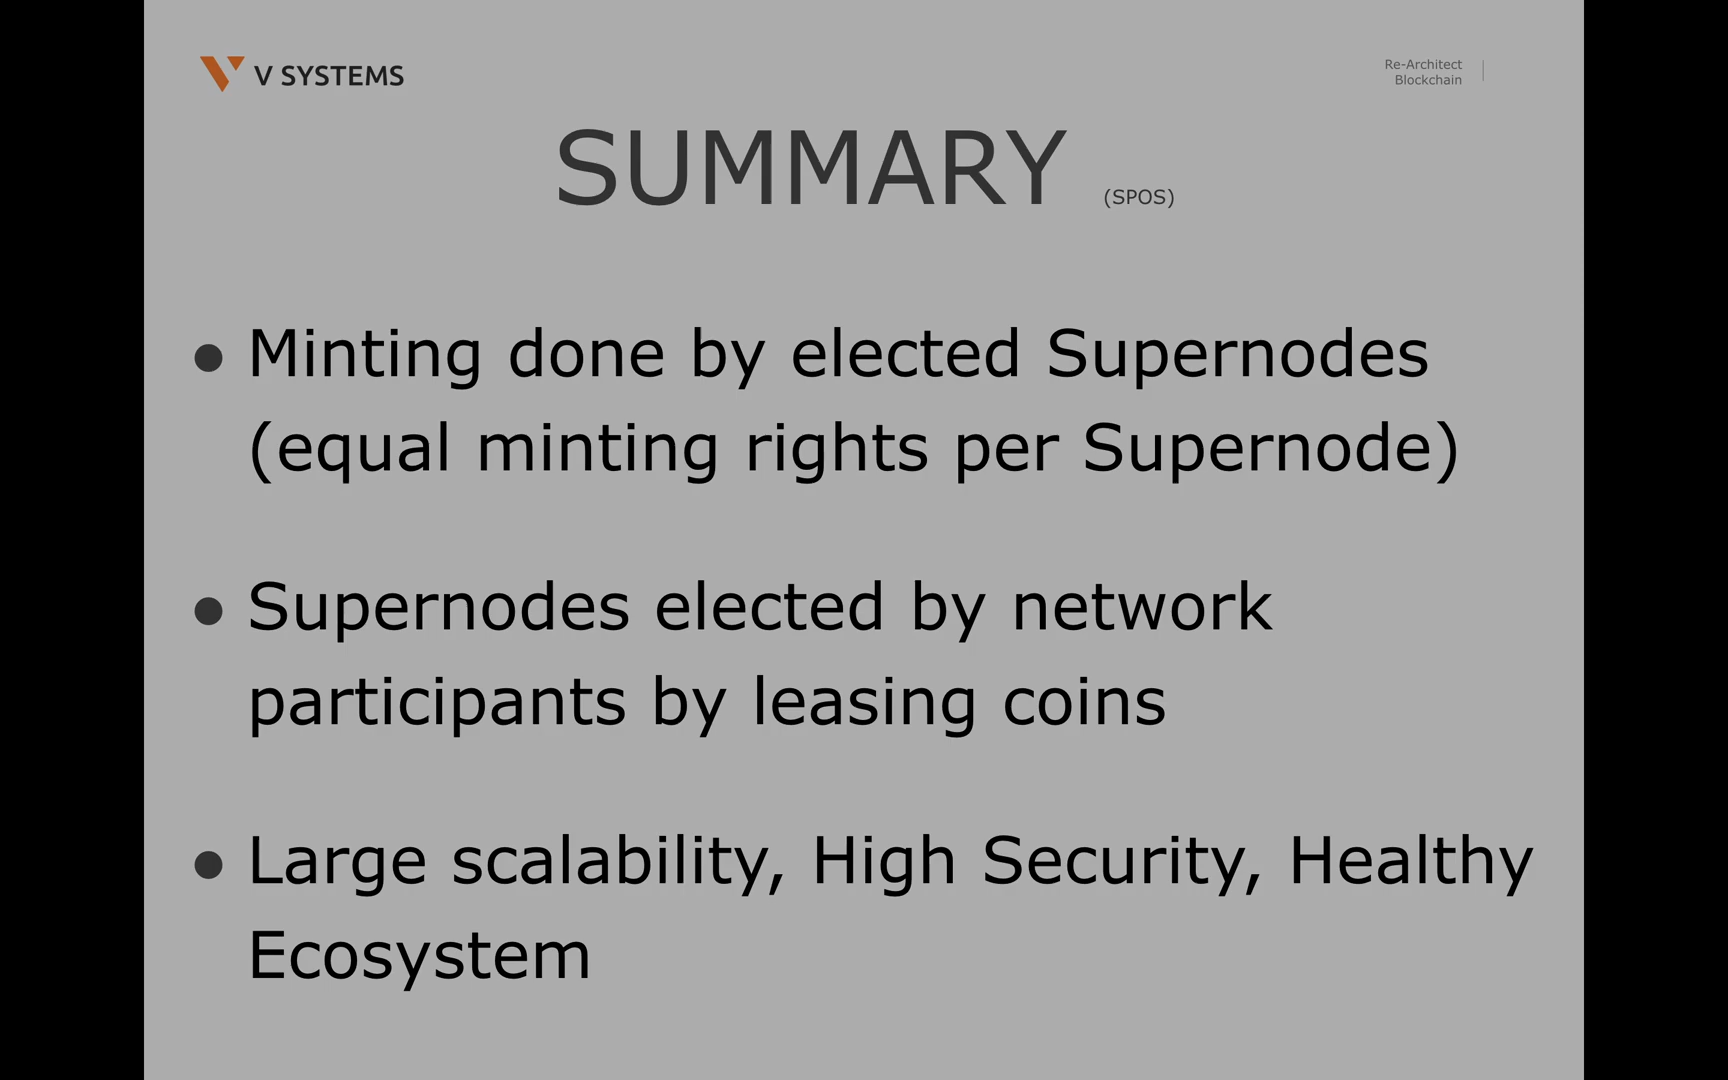 V SYSTEMS
Re-Architect
Blockchain
SUMMARY (SPOS)
● Minting done by elected Supernodes
(equal minting rights per Supernode)
● Supernodes elected by network
participants by leasing coins
● Large scalability, High Security, Healthy
Ecosystem